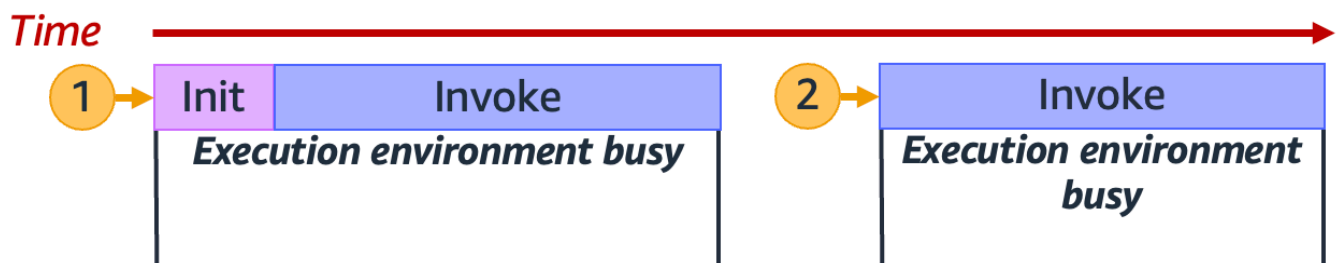 Time
1
Init
Invoke
2
Invoke
Execution environment busy
Execution environment
busy